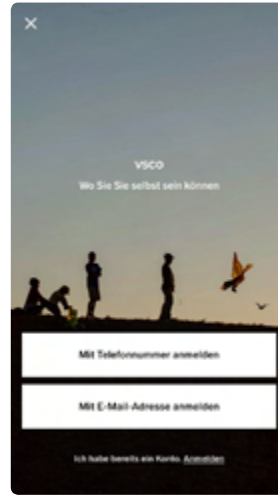 VSCO
Wo Sie Sie selbst sein können
Mit Telefonnummer anmelden
Mit E-Mail-Adresse anmelden
Ich habe bereits ein Konto. Anmelden